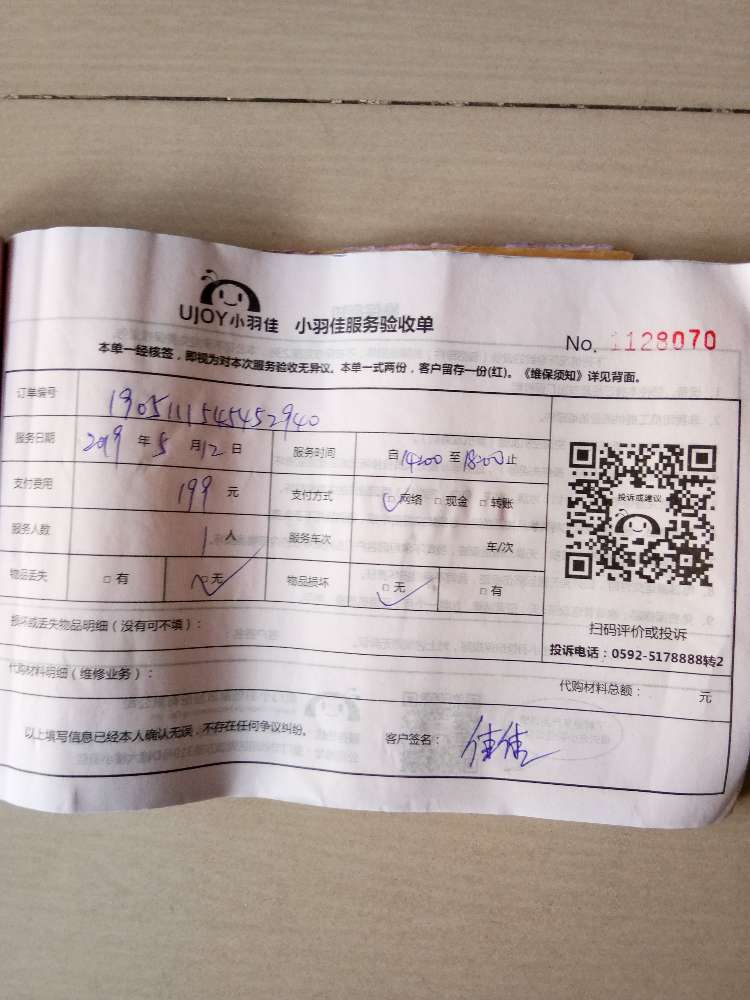 UJOY小羽佳 小羽佳服务验收单
No. 1128070
本单一经核签，即视为对本次服务验收无异议。本单一式两份，客户留存一份(红)。《维保须知》详见背面。
订单编号 1905111545452940
服务日期 2019 年 5 月 12 日 服务时间 自 14:00 至 18:00 止
支付费用 199 元 支付方式 ☑网络 □现金 □转账
服务人数 1 人 服务车次 车/次
物品丢失 □有 ☑无 物品损坏 ☑无 □有
投诉或建议
扫码评价或投诉
投诉电话：0592-5178888转2
损坏或丢失物品明细（没有可不填）：
代购材料明细（维修业务）： 代购材料总额： 元
以上填写信息已经本人确认无误，不存在任何争议纠纷。 客户签名： 佳佳